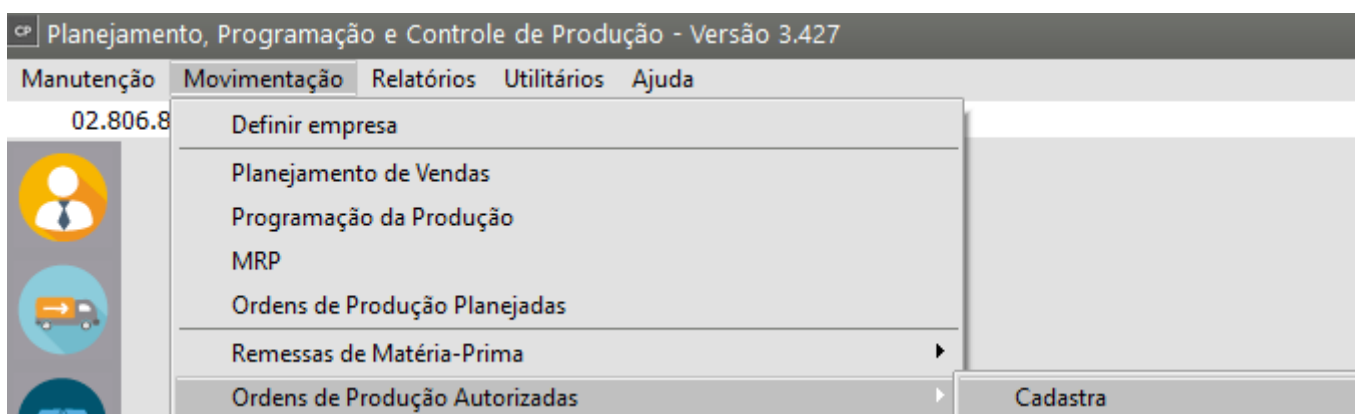 CP Planejamento, Programação e Controle de Produção - Versão 3.427
Manutenção Movimentação Relatórios Utilitários Ajuda
02.806.8
Definir empresa
Planejamento de Vendas
Programação da Produção
MRP
Ordens de Produção Planejadas
Remessas de Matéria-Prima
Ordens de Produção Autorizadas Cadastra